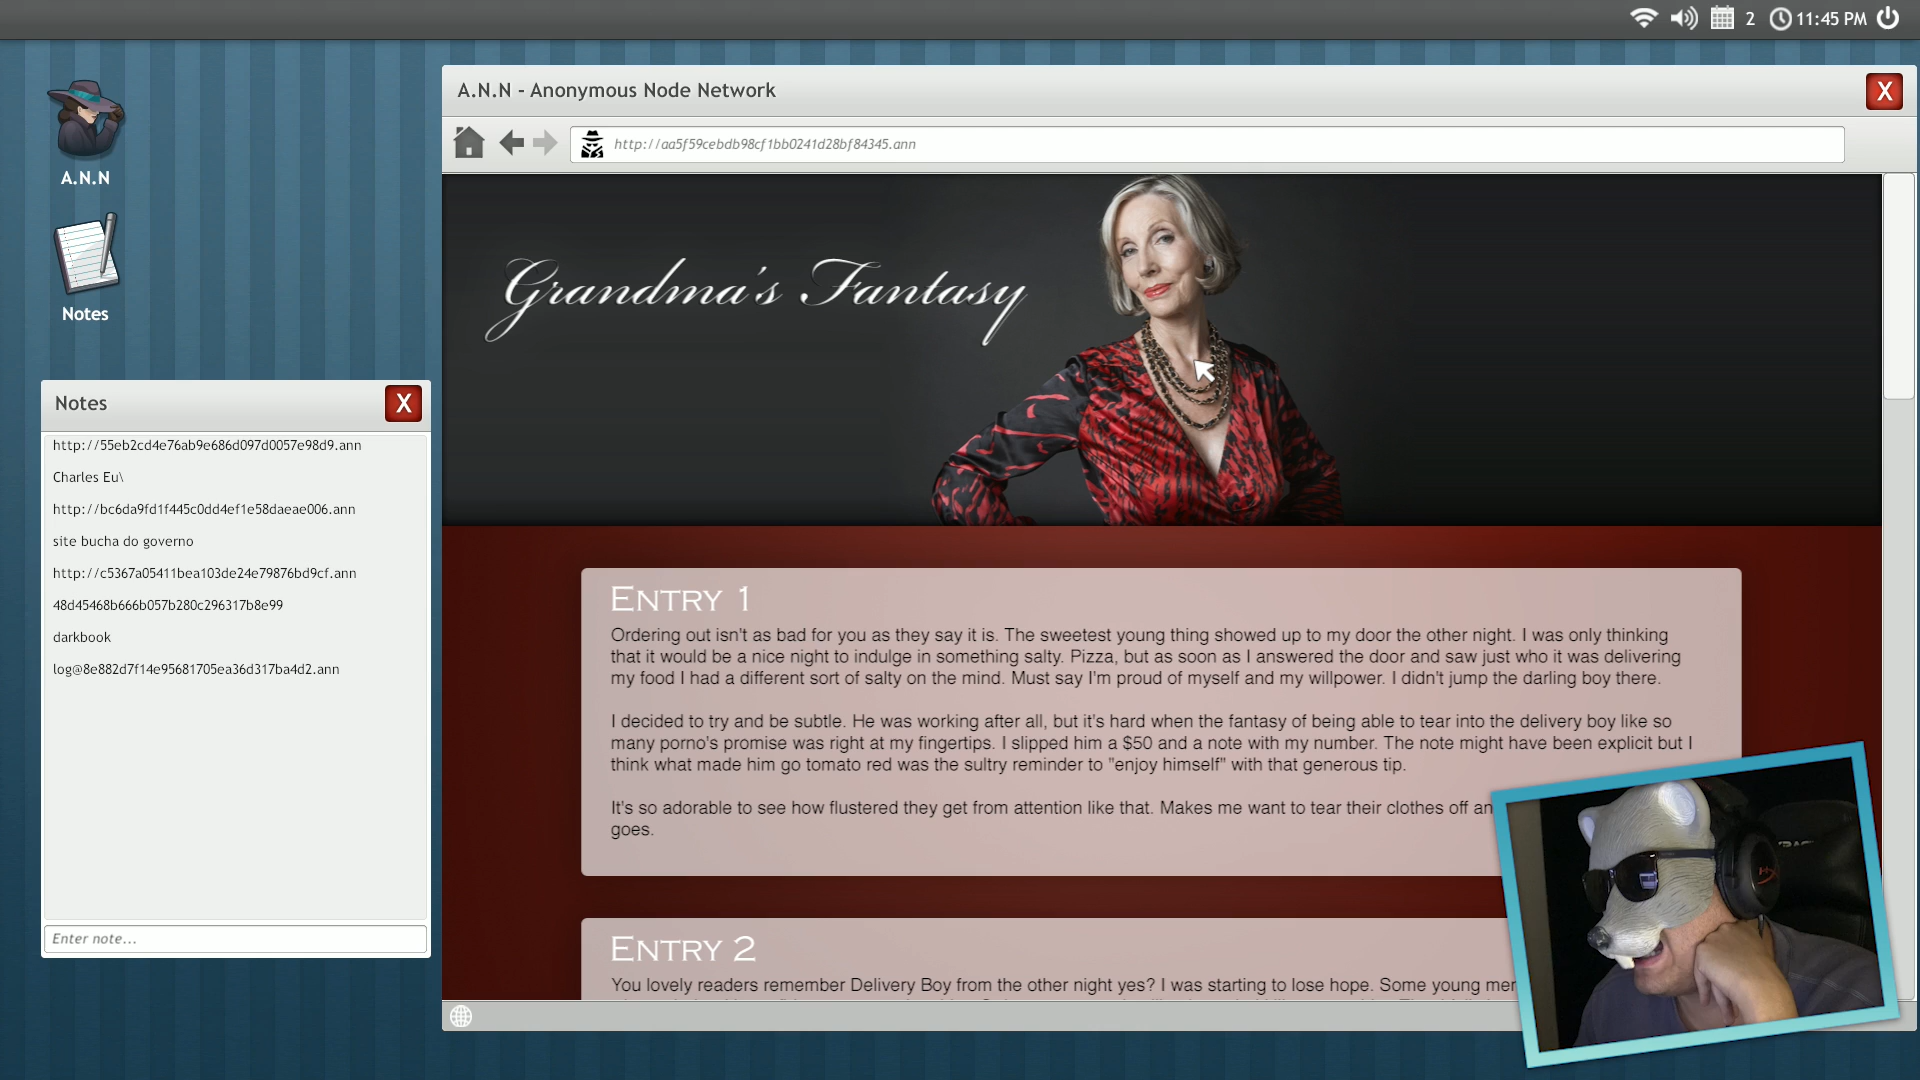 2 11:45 PM
A.N.N
Notes
Notes
X
http://55eb2cd4e76ab9e686d097d0057e98d9.ann
Charles Eu\
http://bc6da9fd1f445c0dd4ef1e58daeae006.ann
site bucha do governo
http://c5367a05411bea103de24e79876bd9cf.ann
48d45468b666b057b280c296317b8e99
darkbook
log@8e882d7f14e95681705ea36d317ba4d2.ann
Enter note...
A.N.N - Anonymous Node Network
X
http://aa5f59cebdb98cf1bb0241d28bf84345.ann
Grandma's Fantasy
Entry 1
Ordering out isn't as bad for you as they say it is. The sweetest young thing showed up to my door the other night. I was only thinking
that it would be a nice night to indulge in something salty. Pizza, but as soon as I answered the door and saw just who it was delivering
my food I had a different sort of salty on the mind. Must say I'm proud of myself and my willpower. I didn't jump the darling boy there.
I decided to try and be subtle. He was working after all, but it's hard when the fantasy of being able to tear into the delivery boy like so
many porno's promise was right at my fingertips. I slipped him a $50 and a note with my number. The note might have been explicit but I
think what made him go tomato red was the sultry reminder to "enjoy himself" with that generous tip.
It's so adorable to see how flustered they get from attention like that. Makes me want to tear their clothes off
goes.
Entry 2
You lovely readers remember Delivery Boy from the other night yes? I was starting to lose hope. Some young